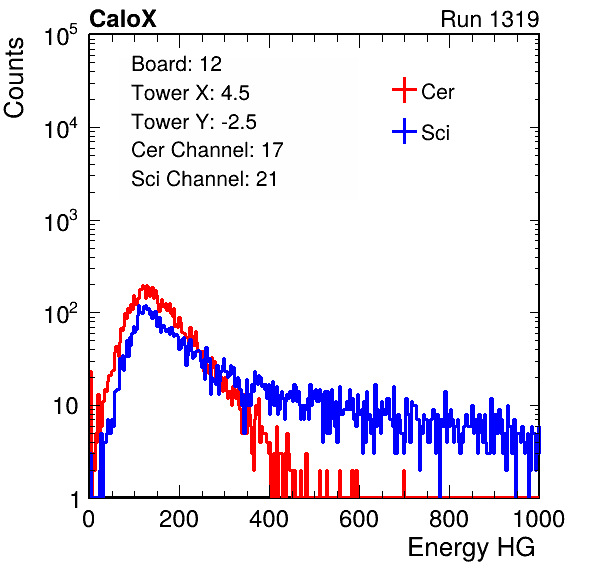 CaloX Run 1319
Counts
10^5
10^4
10^3
10^2
10
1
Board: 12
Tower X: 4.5
Tower Y: -2.5
Cer Channel: 17
Sci Channel: 21
Cer
Sci
0 200 400 600 800 1000
Energy HG